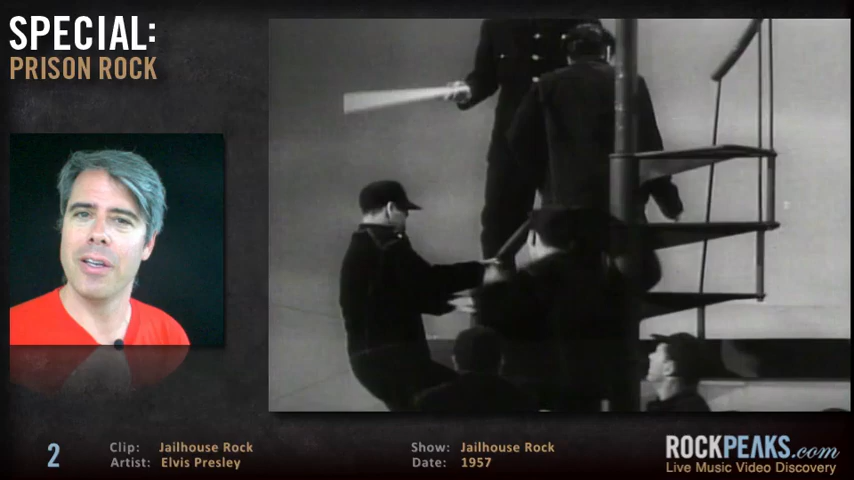 SPECIAL:
PRISON ROCK
2
Clip: Jailhouse Rock
Artist: Elvis Presley
Show: Jailhouse Rock
Date: 1957
ROCKPEAKS.com
Live Music Video Discovery